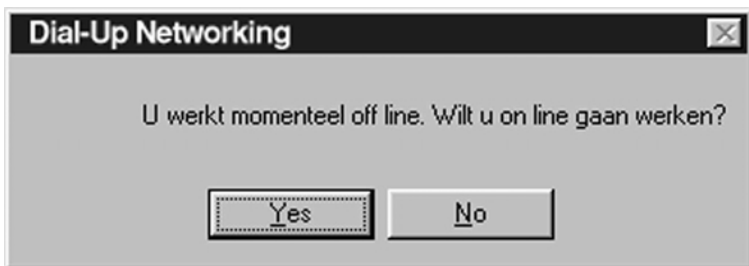 Dial-Up Networking
U werkt momenteel off line. Wilt u on line gaan werken?
Yes No